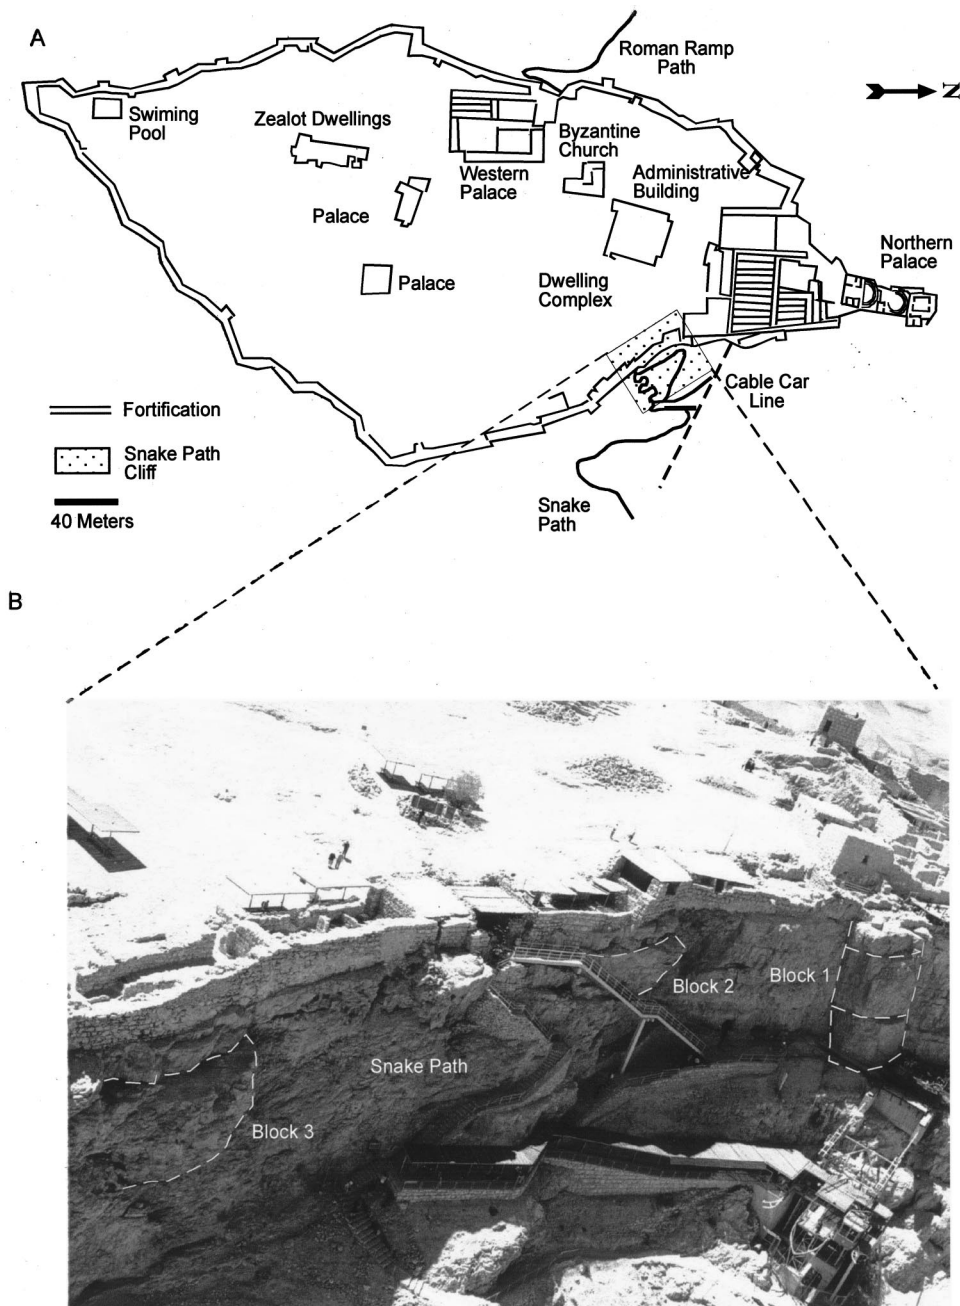 A
Roman Ramp
Path
N
Swiming
Pool
Zealot Dwellings
Byzantine
Church
Western
Palace
Administrative
Building
Palace
Northern
Palace
Palace
Dwelling
Complex
Cable Car
Line
Fortification
Snake Path
Cliff
40 Meters
Snake
Path
B
Block 2
Block 1
Snake Path
Block 3